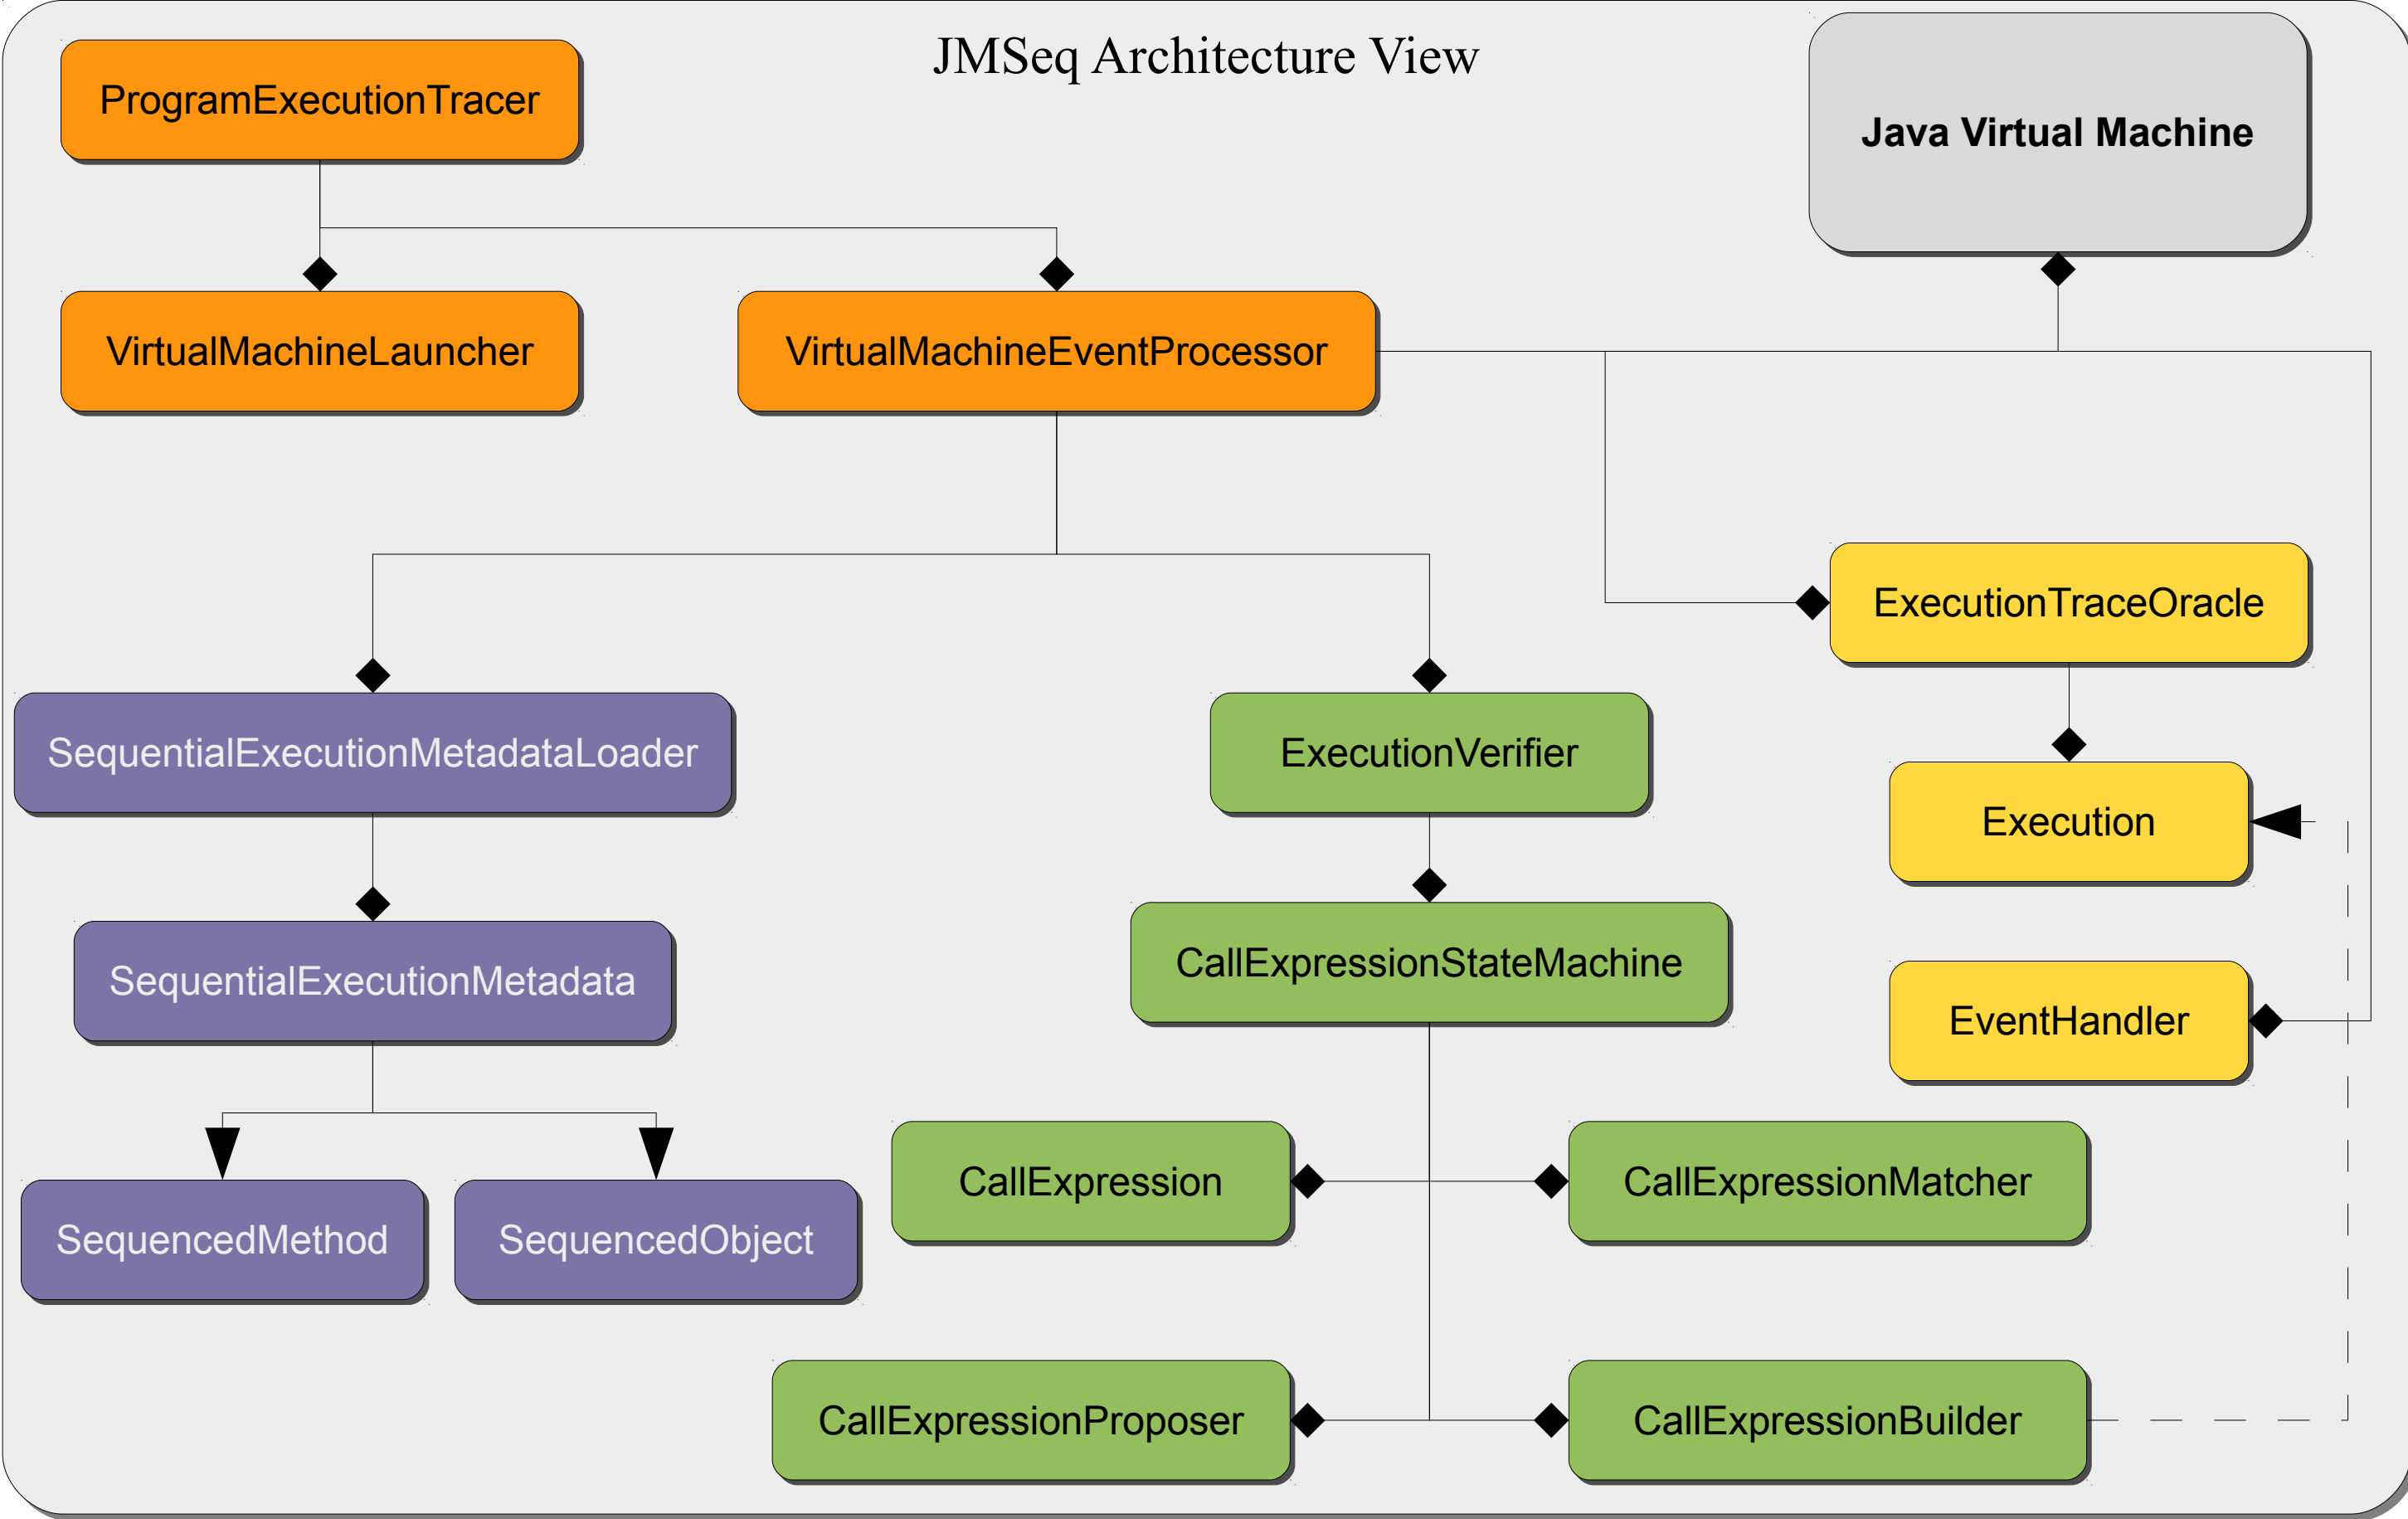 JMSeq Architecture View
ProgramExecutionTracer
Java Virtual Machine
VirtualMachineLauncher
VirtualMachineEventProcessor
ExecutionTraceOracle
SequentialExecutionMetadataLoader
ExecutionVerifier
Execution
SequentialExecutionMetadata
CallExpressionStateMachine
EventHandler
CallExpression
CallExpressionMatcher
SequencedMethod
SequencedObject
CallExpressionProposer
CallExpressionBuilder